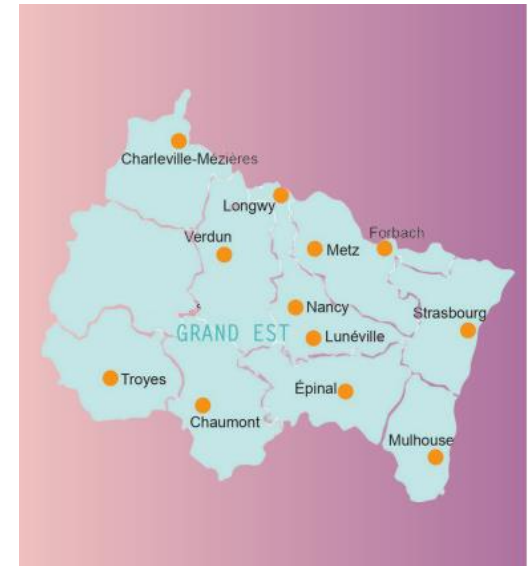 Charleville-Mézières
Longwy
Forbach
Verdun
Metz
Nancy
Strasbourg
GRAND EST
Lunéville
Troyes
Épinal
Chaumont
Mulhouse